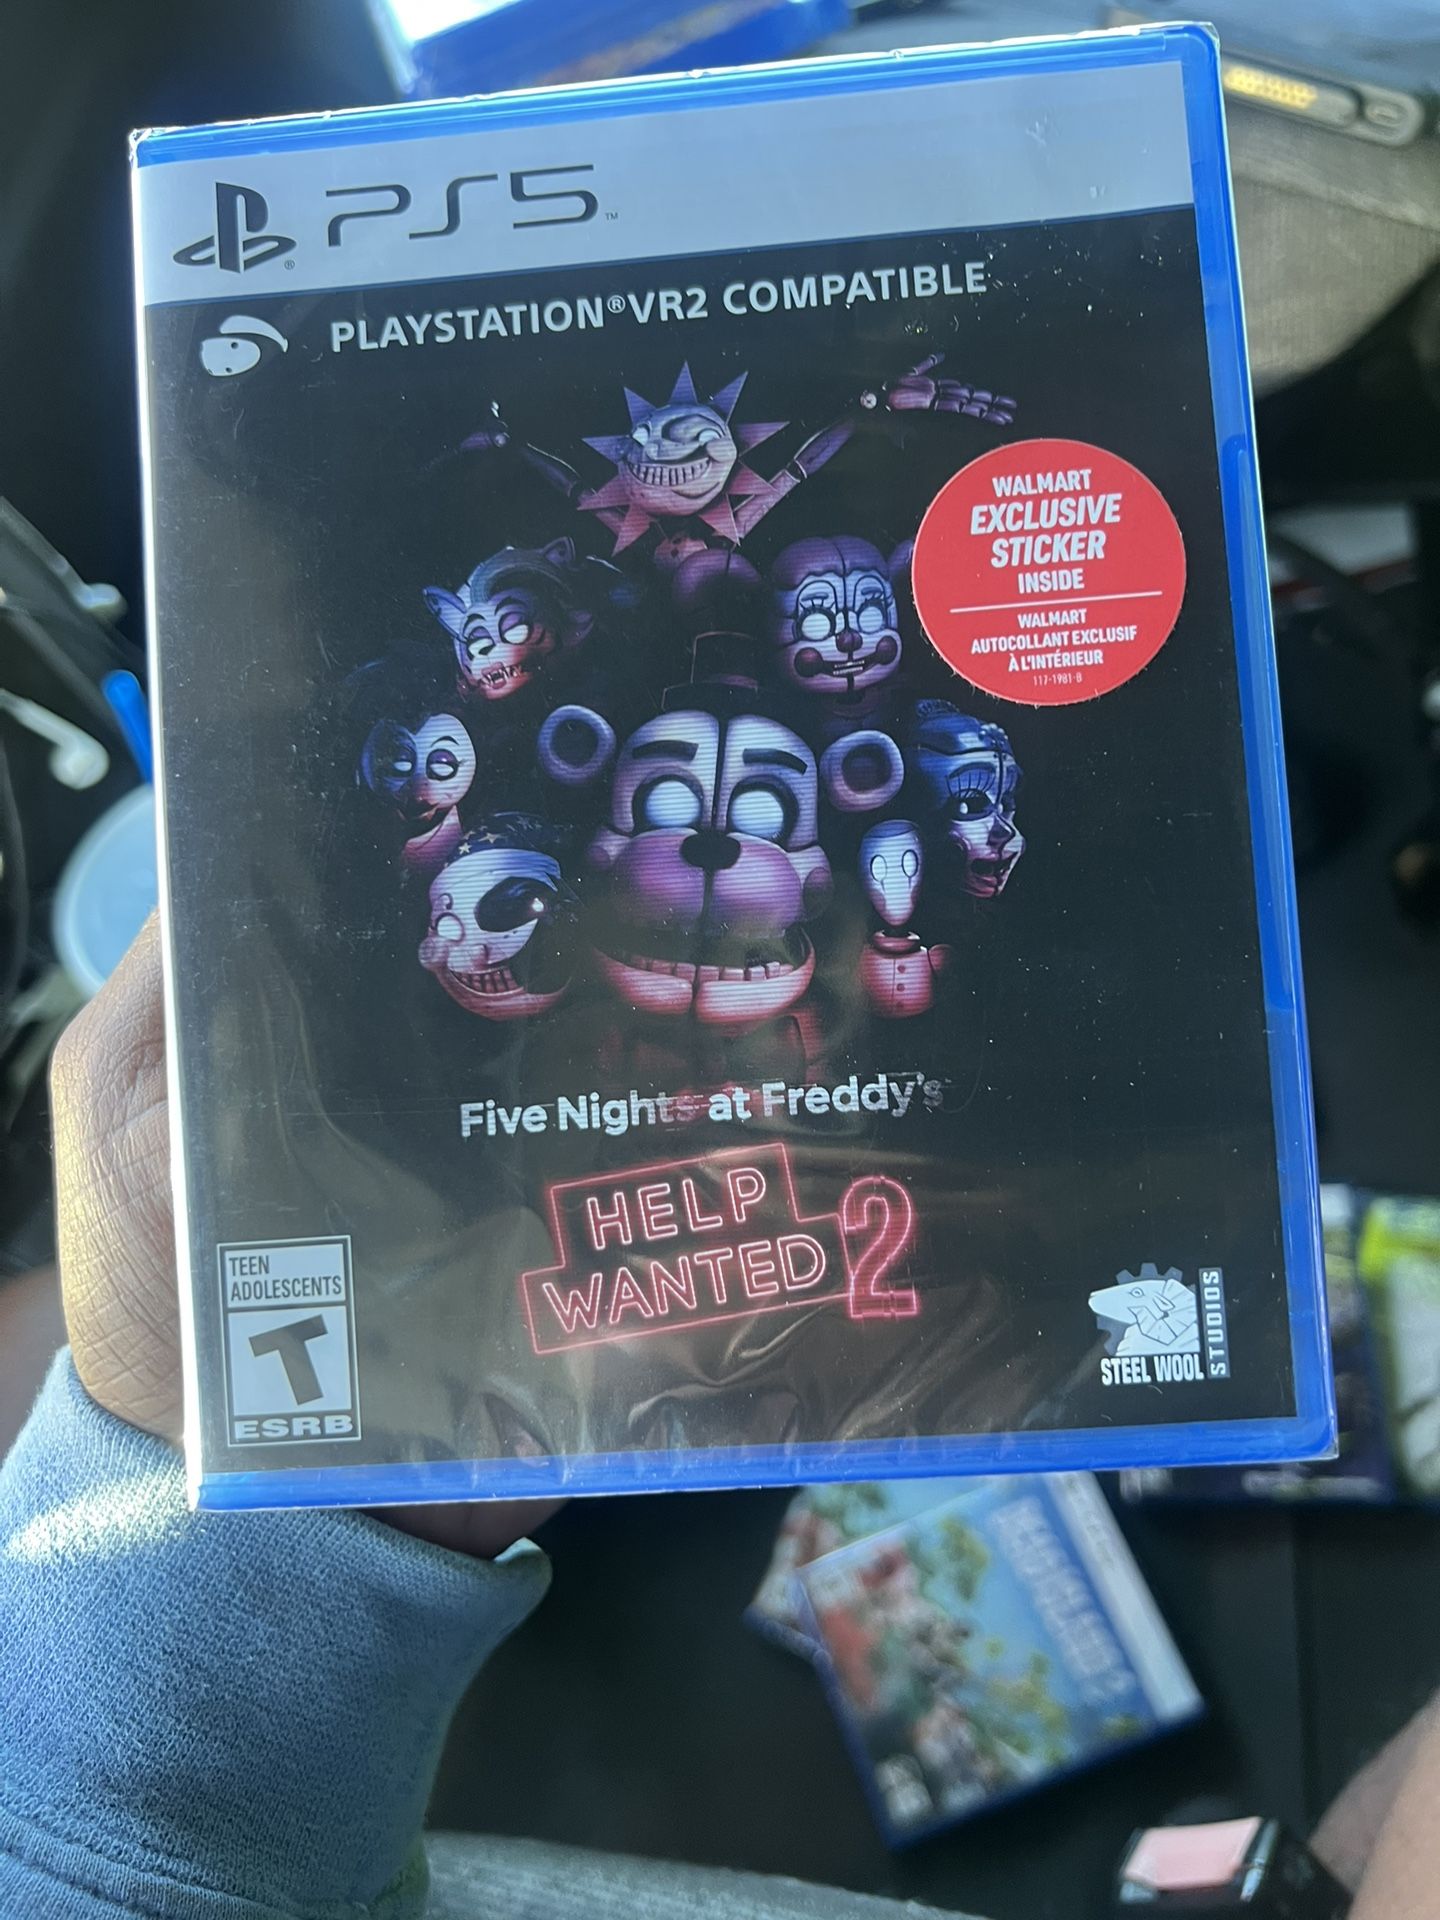 PS5™
PLAYSTATION®VR2 COMPATIBLE
WALMART
EXCLUSIVE
STICKER
INSIDE
WALMART
AUTOCOLLANT EXCLUSIF
À L'INTÉRIEUR
117-1981-B
Five Nights at Freddy's
HELP
WANTED 2
TEEN
ADOLESCENTS
T
ESRB
STEEL WOOL
STUDIOS